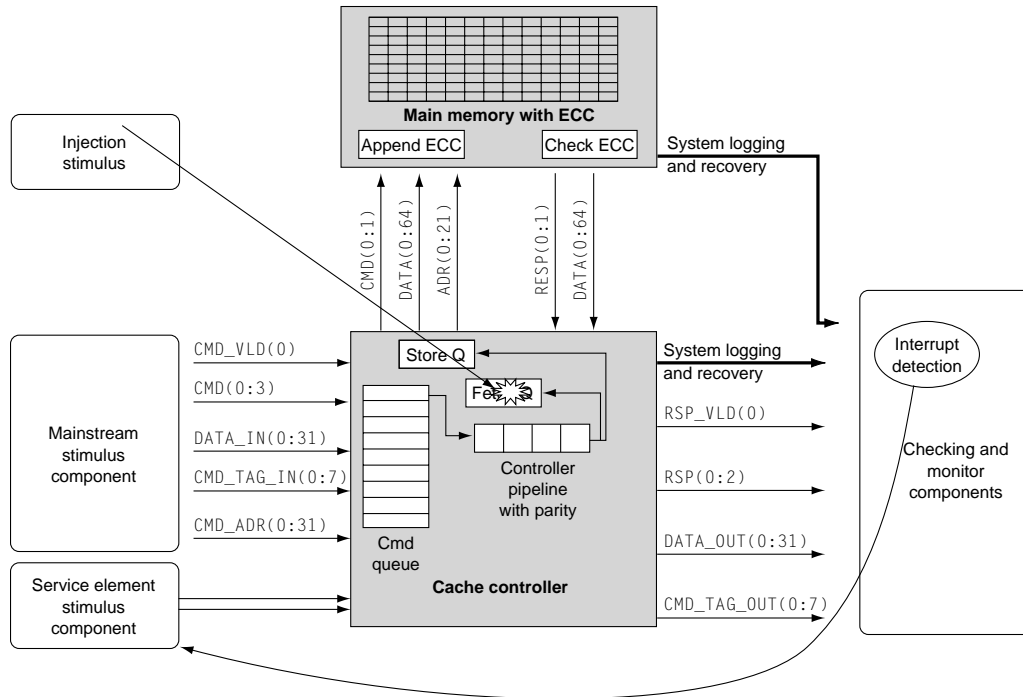 Main memory with ECC
Append ECC
Check ECC
Injection
stimulus
System logging
and recovery
CMD(0:1)
DATA(0:64)
ADR(0:21)
RESP(0:1)
DATA(0:64)
Mainstream
stimulus
component
CMD_VLD(0)
CMD(0:3)
DATA_IN(0:31)
CMD_TAG_IN(0:7)
CMD_ADR(0:31)
Store Q
Fe Q
Controller
pipeline
with parity
Cmd
queue
Cache controller
System logging
and recovery
RSP_VLD(0)
RSP(0:2)
DATA_OUT(0:31)
CMD_TAG_OUT(0:7)
Interrupt
detection
Checking and
monitor
components
Service element
stimulus
component